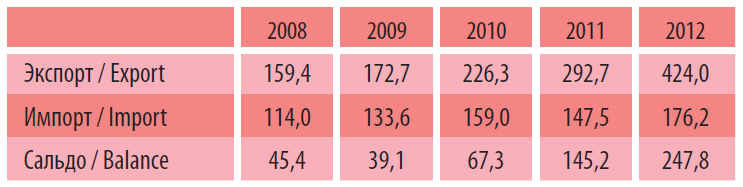 2008 2009 2010 2011 2012
Экспорт / Export 159,4 172,7 226,3 292,7 424,0
Импорт / Import 114,0 133,6 159,0 147,5 176,2
Сальдо / Balance 45,4 39,1 67,3 145,2 247,8